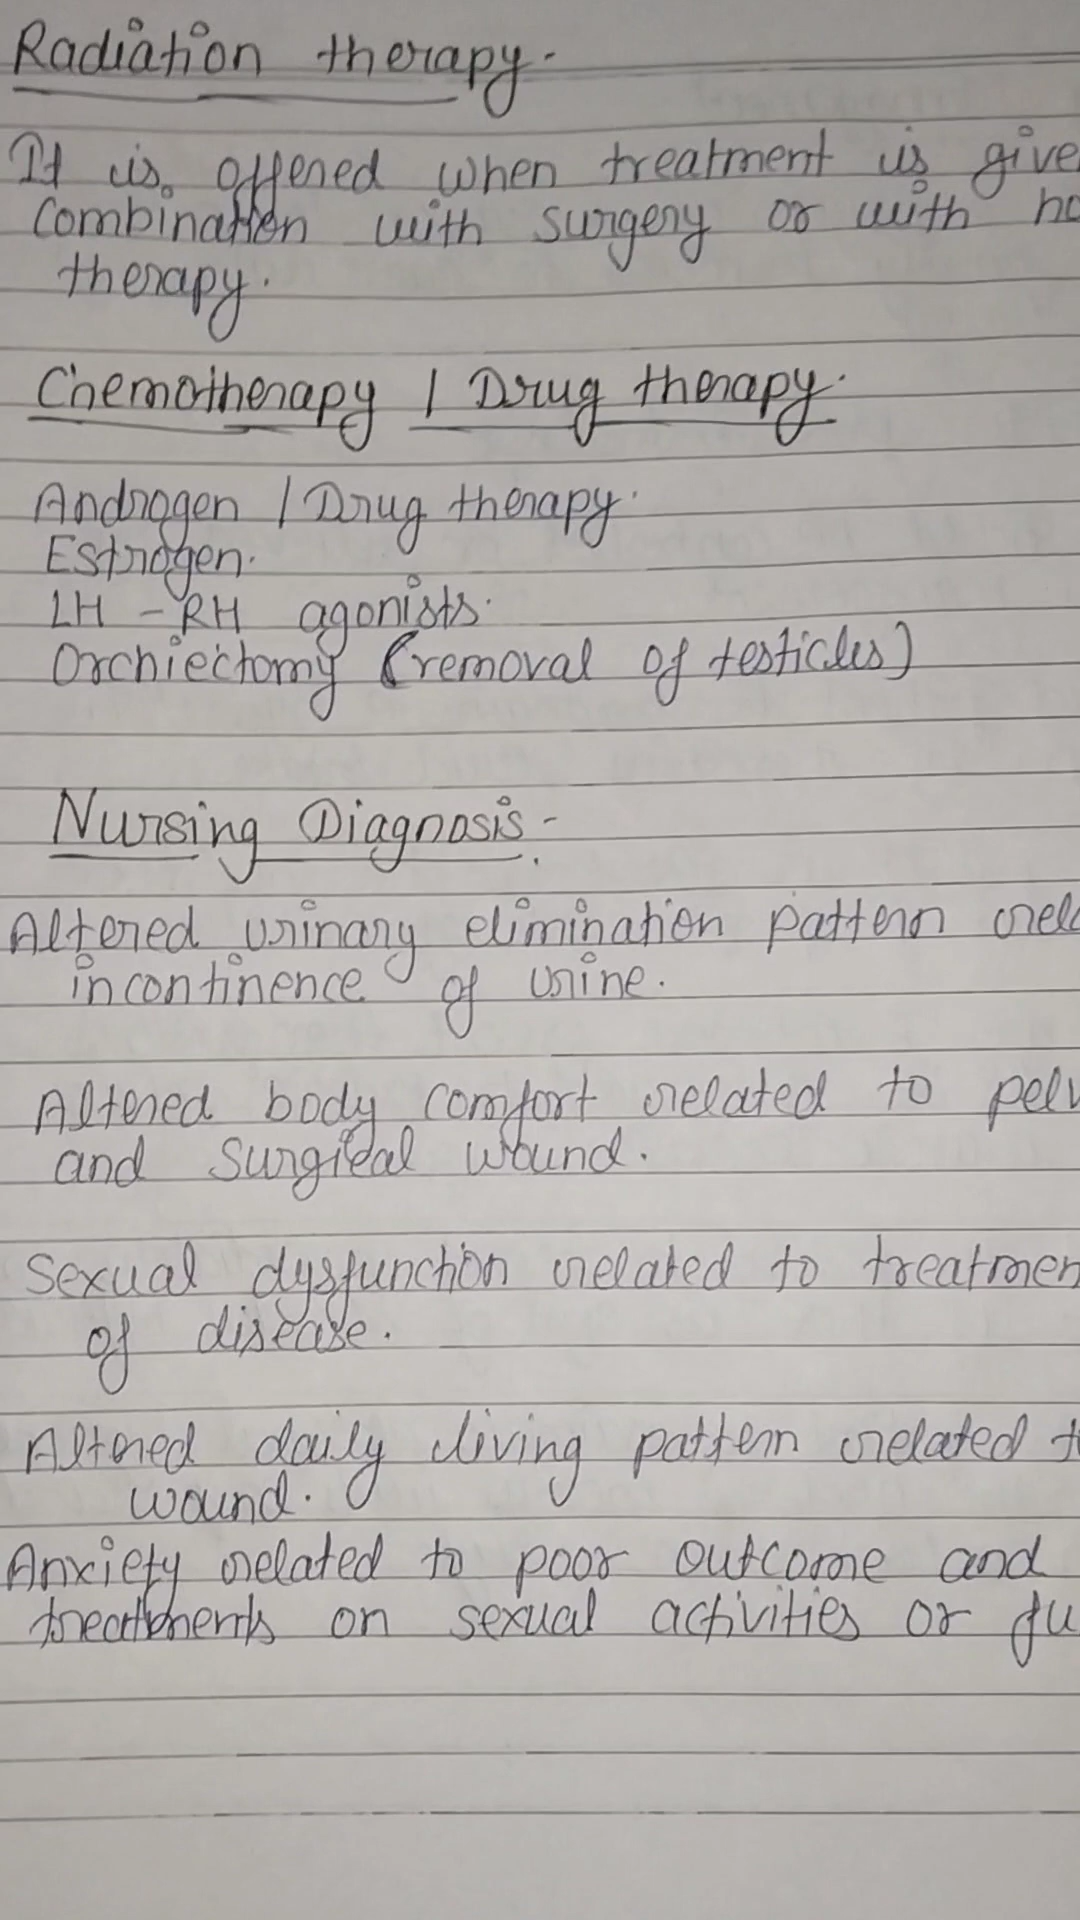 Radiation therapy.
It is offered when treatment is give
combination with surgery or with ho
therapy.
Chemotherapy / Drug therapy.
Androgen / Drug therapy.
Estrogen.
LH - RH agonists.
Orchiectomy (removal of testicles)
Nursing Diagnosis -
Altered urinary elimination pattern rela
incontinence of urine.
Altered body comfort related to pelv
and surgical wound.
Sexual dysfunction related to treatmen
of disease.
Altered daily living pattern related t
wound.
Anxiety related to poor outcome and
treatments on sexual activities or fu